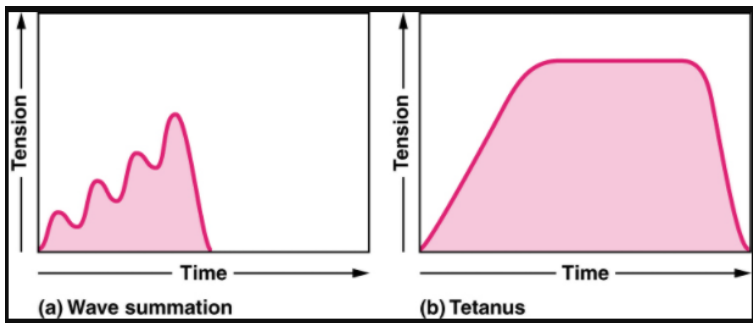 Tension
Time
(a) Wave summation
Tension
Time
(b) Tetanus